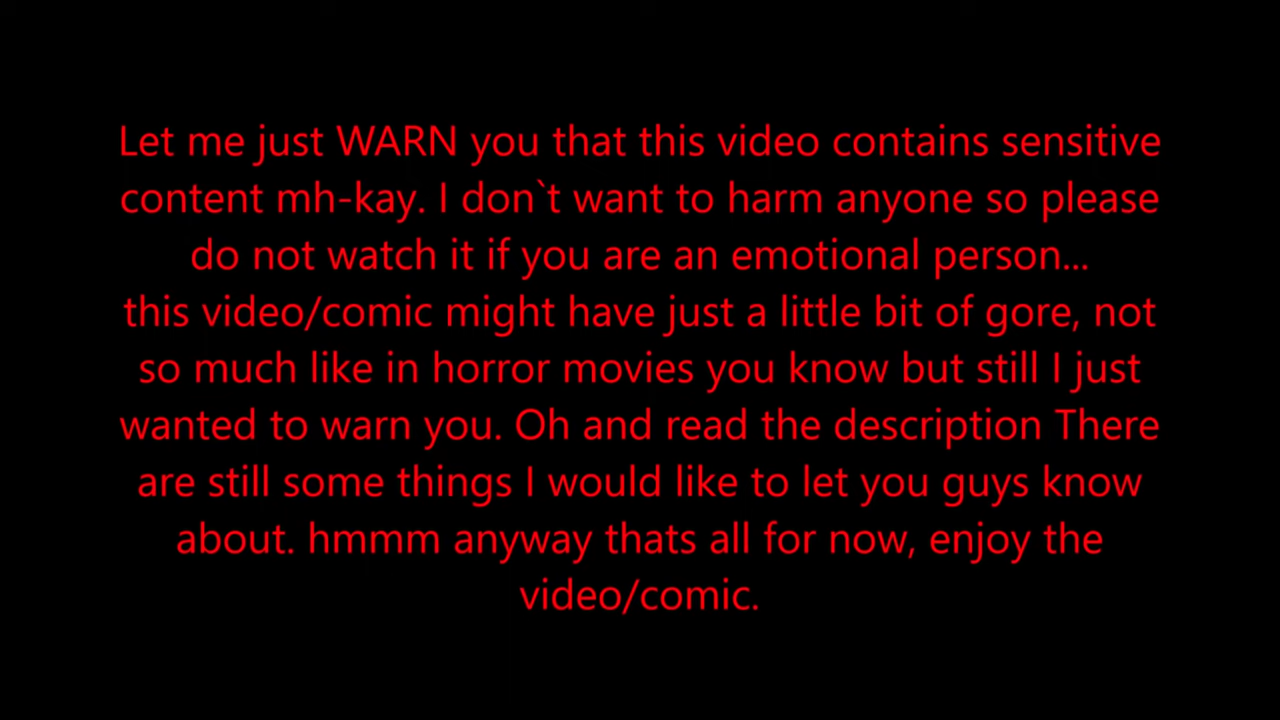 Let me just WARN you that this video contains sensitive
content mh-kay. I don`t want to harm anyone so please
do not watch it if you are an emotional person...
this video/comic might have just a little bit of gore, not
so much like in horror movies you know but still I just
wanted to warn you. Oh and read the description There
are still some things I would like to let you guys know
about. hmmm anyway thats all for now, enjoy the
video/comic.